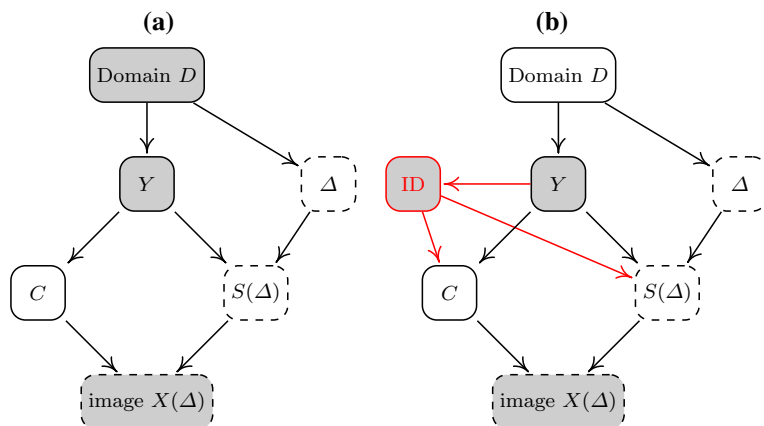 (a)
Domain D
Y
Δ
C
S(Δ)
image X(Δ)
(b)
Domain D
ID
Y
Δ
C
S(Δ)
image X(Δ)